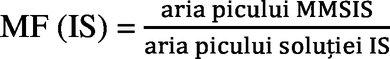 MF (IS) = aria picului MMSIS
aria picului soluției IS